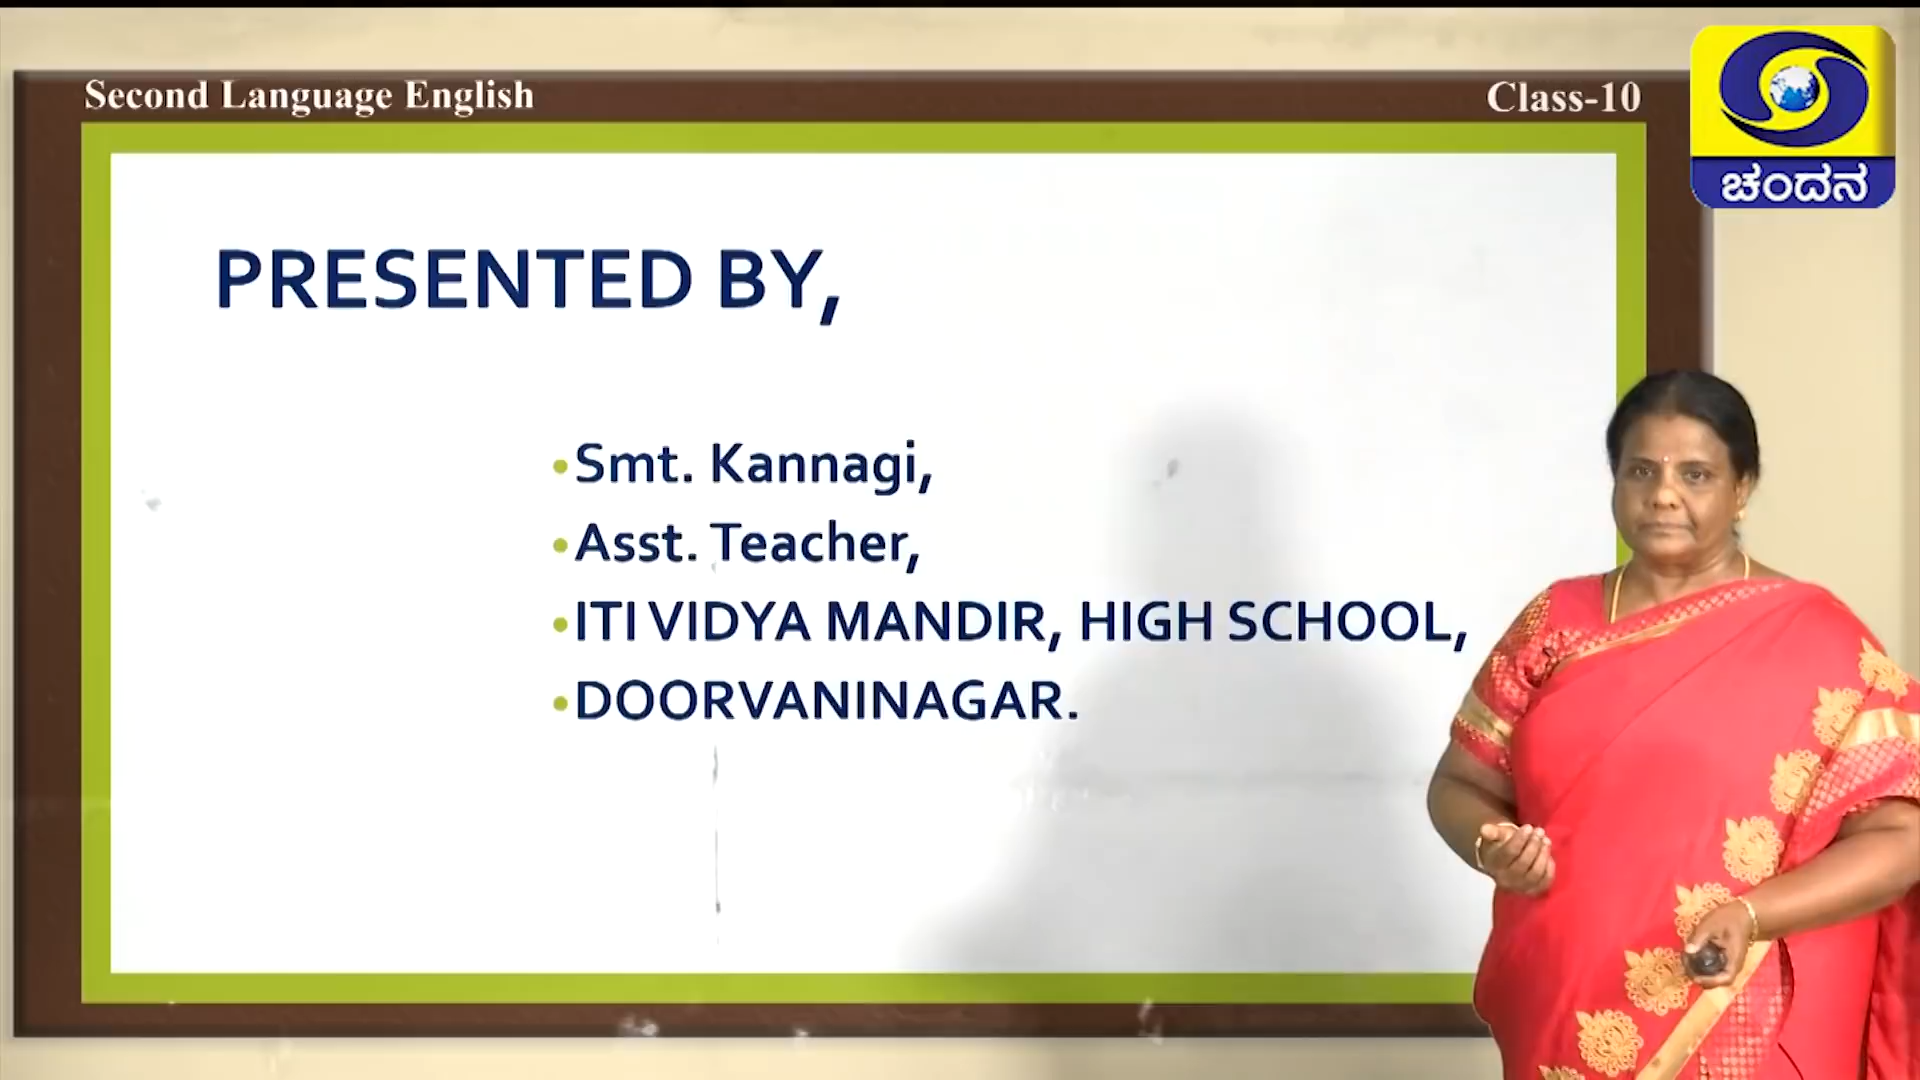 Second Language English
Class-10
ಚಂದನ
PRESENTED BY,
•Smt. Kannagi,
•Asst. Teacher,
•ITI VIDYA MANDIR, HIGH SCHOOL,
•DOORVANINAGAR.